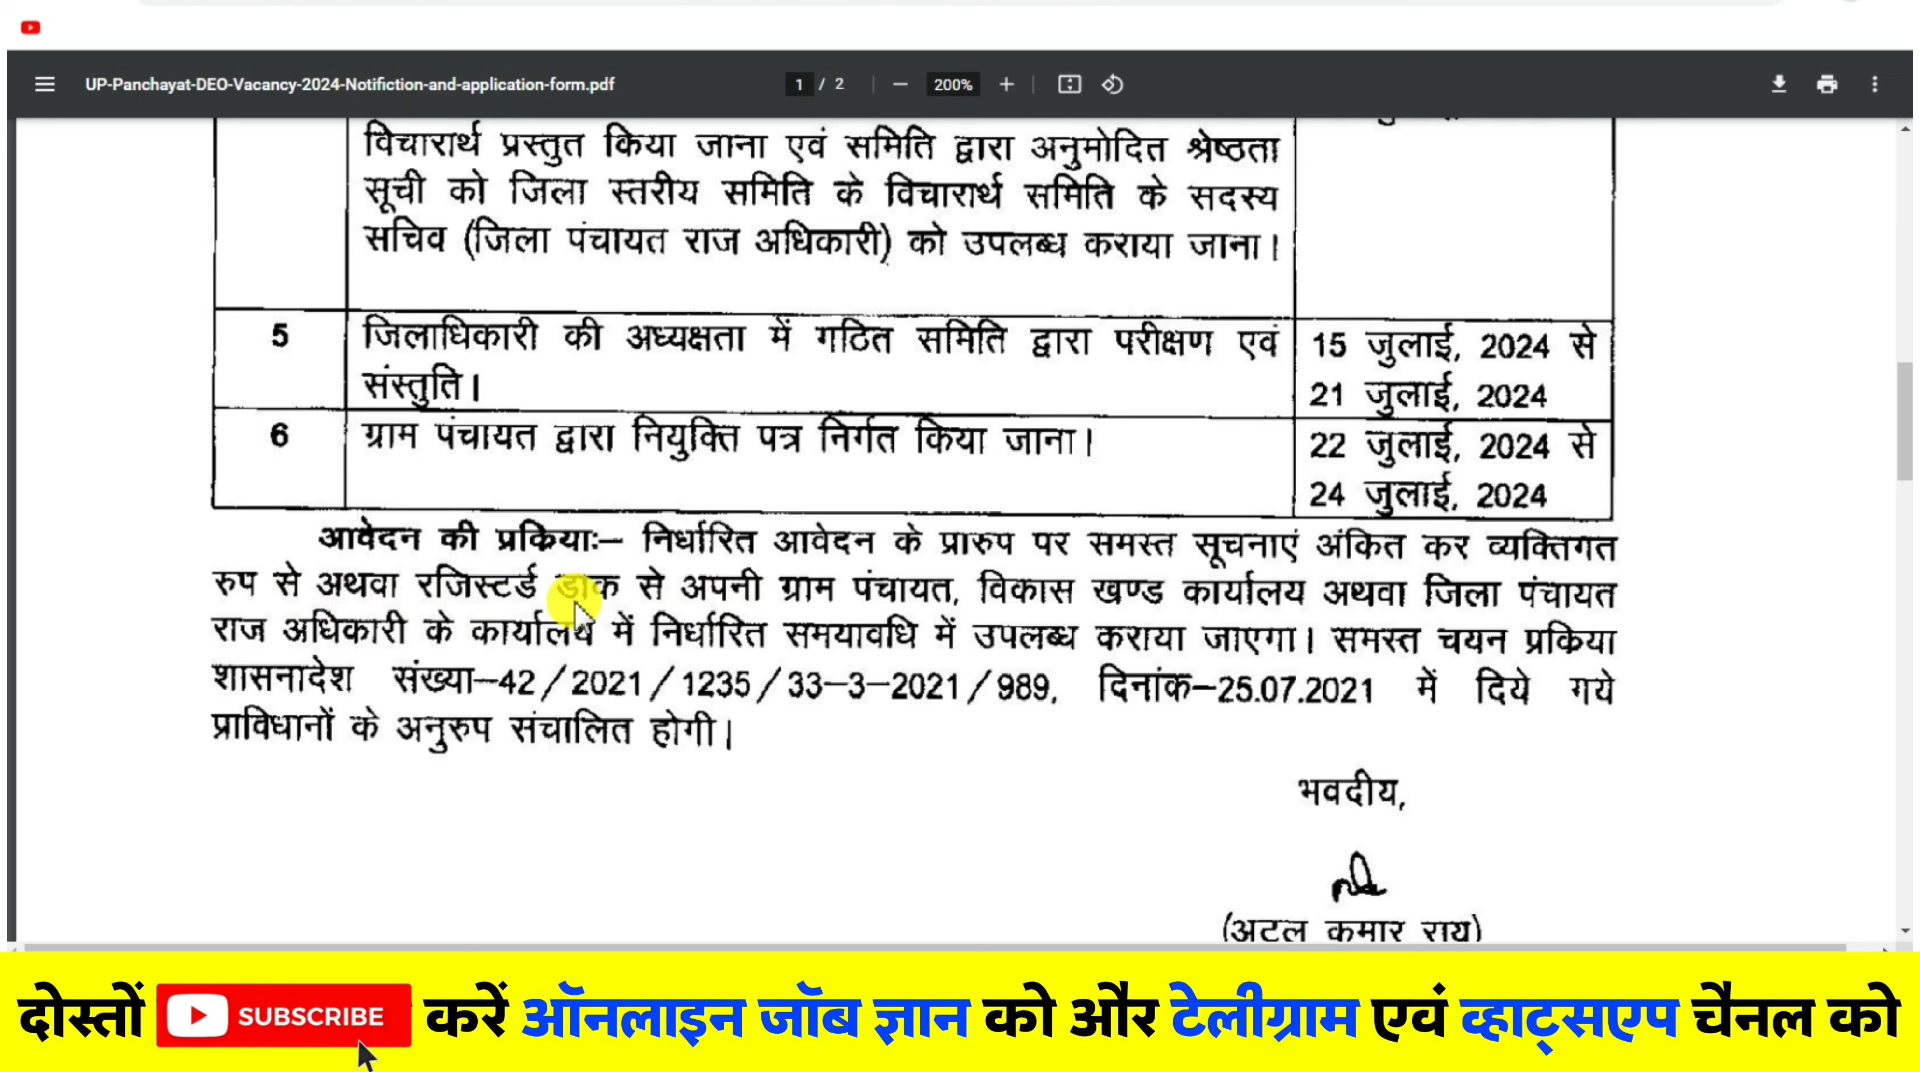 UP-Panchayat-DEO-Vacancy-2024-Notifiction-and-application-form.pdf 1 / 2 200%
विचारार्थ प्रस्तुत किया जाना एवं समिति द्वारा अनुमोदित श्रेष्ठता
सूची को जिला स्तरीय समिति के विचारार्थ समिति के सदस्य
सचिव (जिला पंचायत राज अधिकारी) को उपलब्ध कराया जाना।
5 जिलाधिकारी की अध्यक्षता में गठित समिति द्वारा परीक्षण एवं 15 जुलाई, 2024 से
संस्तुति। 21 जुलाई, 2024
6 ग्राम पंचायत द्वारा नियुक्ति पत्र निर्गत किया जाना। 22 जुलाई, 2024 से
24 जुलाई, 2024
आवेदन की प्रकियाः– निर्धारित आवेदन के प्रारुप पर समस्त सूचनाएं अंकित कर व्यक्तिगत
रुप से अथवा रजिस्टर्ड डाक से अपनी ग्राम पंचायत, विकास खण्ड कार्यालय अथवा जिला पंचायत
राज अधिकारी के कार्यालय में निर्धारित समयावधि में उपलब्ध कराया जाएगा। समस्त चयन प्रकिया
शासनादेश संख्या–42/2021/1235/33–3–2021/989, दिनांक–25.07.2021 में दिये गये
प्राविधानों के अनुरुप संचालित होगी।
भवदीय,
(अटल कुमार राय)
दोस्तों SUBSCRIBE करें ऑनलाइन जॉब ज्ञान को और टेलीग्राम एवं व्हाट्सएप चैनल को